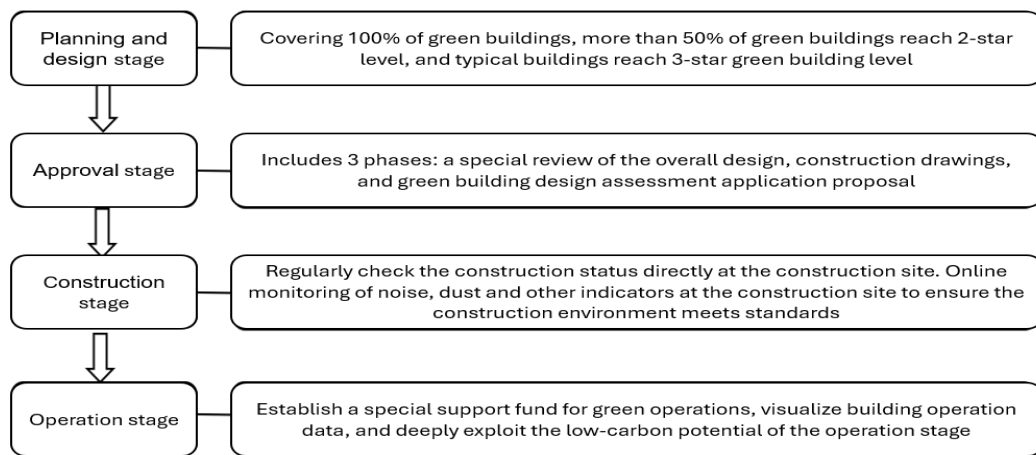 Planning and
design stage
Covering 100% of green buildings, more than 50% of green buildings reach 2-star
level, and typical buildings reach 3-star green building level
Approval stage
Includes 3 phases: a special review of the overall design, construction drawings,
and green building design assessment application proposal
Construction
stage
Regularly check the construction status directly at the construction site. Online
monitoring of noise, dust and other indicators at the construction site to ensure the
construction environment meets standards
Operation stage
Establish a special support fund for green operations, visualize building operation
data, and deeply exploit the low-carbon potential of the operation stage